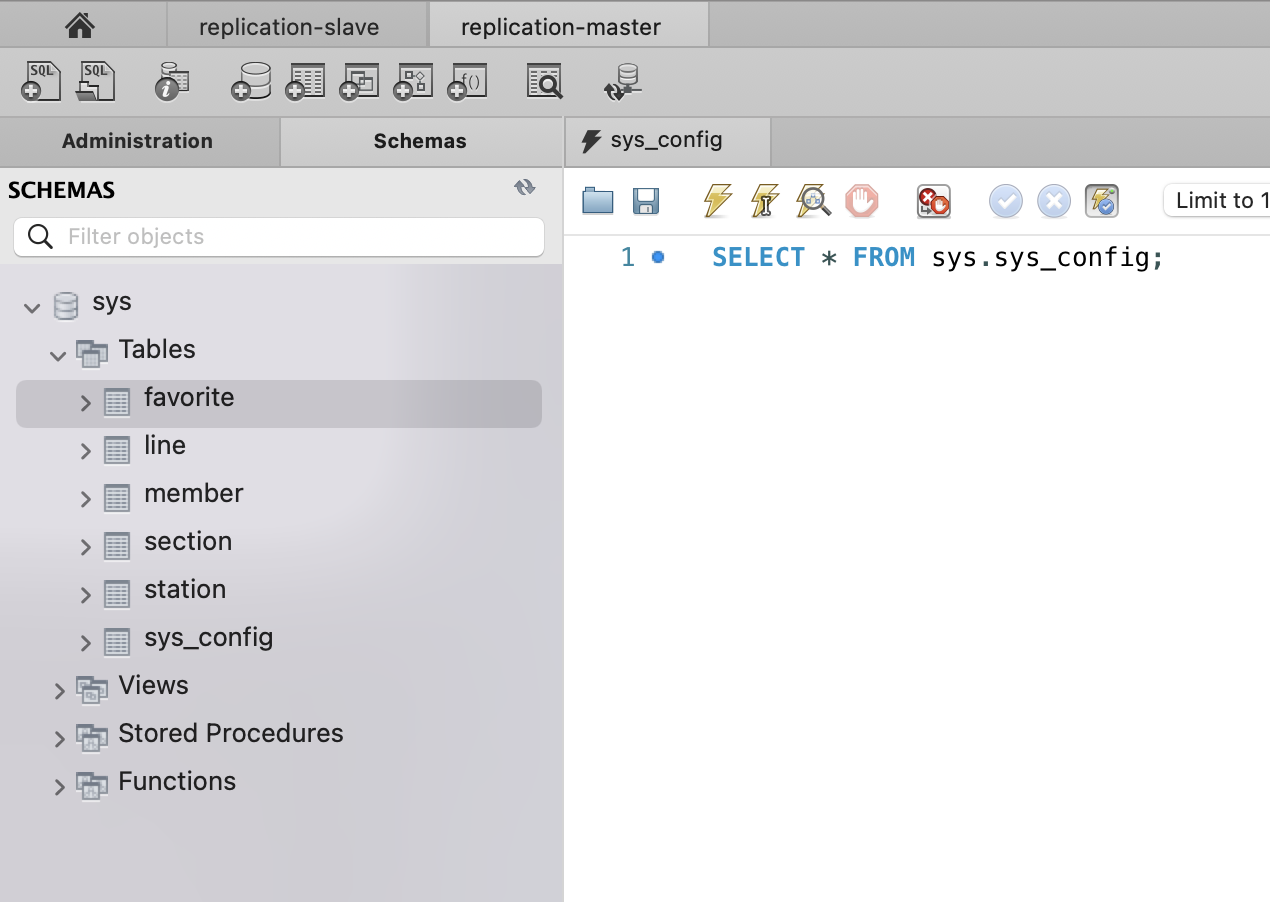 replication-slave
replication-master
SQL
SQL
i
f()
Administration
Schemas
sys_config
SCHEMAS
Limit to 1
Filter objects
1
SELECT * FROM sys.sys_config;
sys
Tables
favorite
line
member
section
station
sys_config
Views
Stored Procedures
Functions